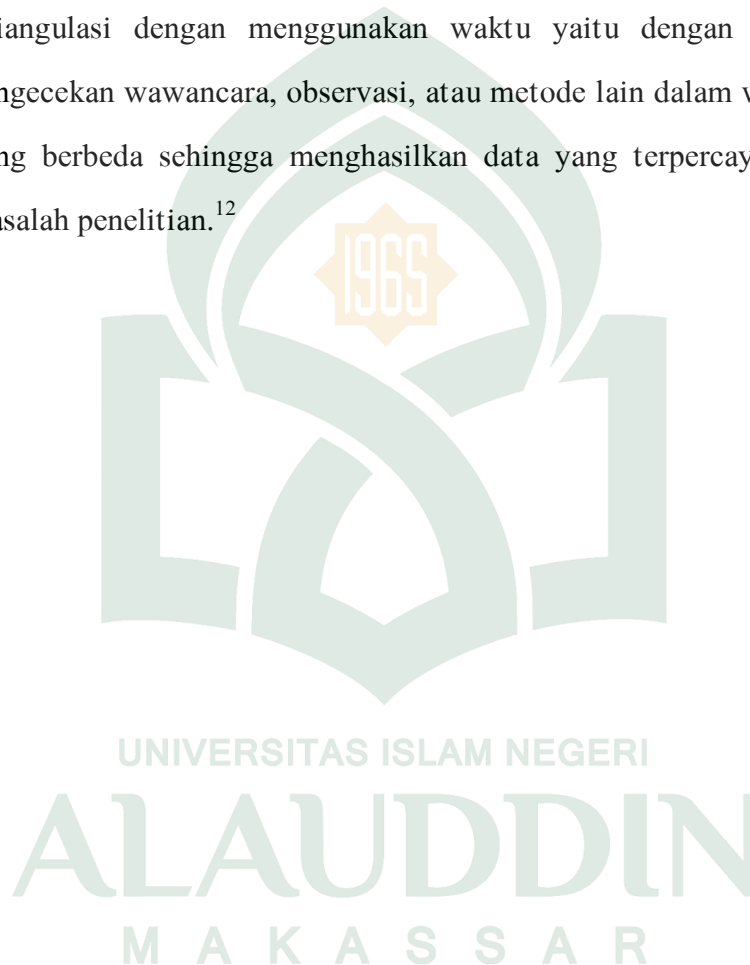 iangulasi dengan menggunakan waktu yaitu dengan
ngecekan wawancara, observasi, atau metode lain dalam
ng berbeda sehingga menghasilkan data yang terpercay
asalah penelitian.12
1965
UNIVERSITAS ISLAM NEGERI
ALAUDDIN
MAKASSAR